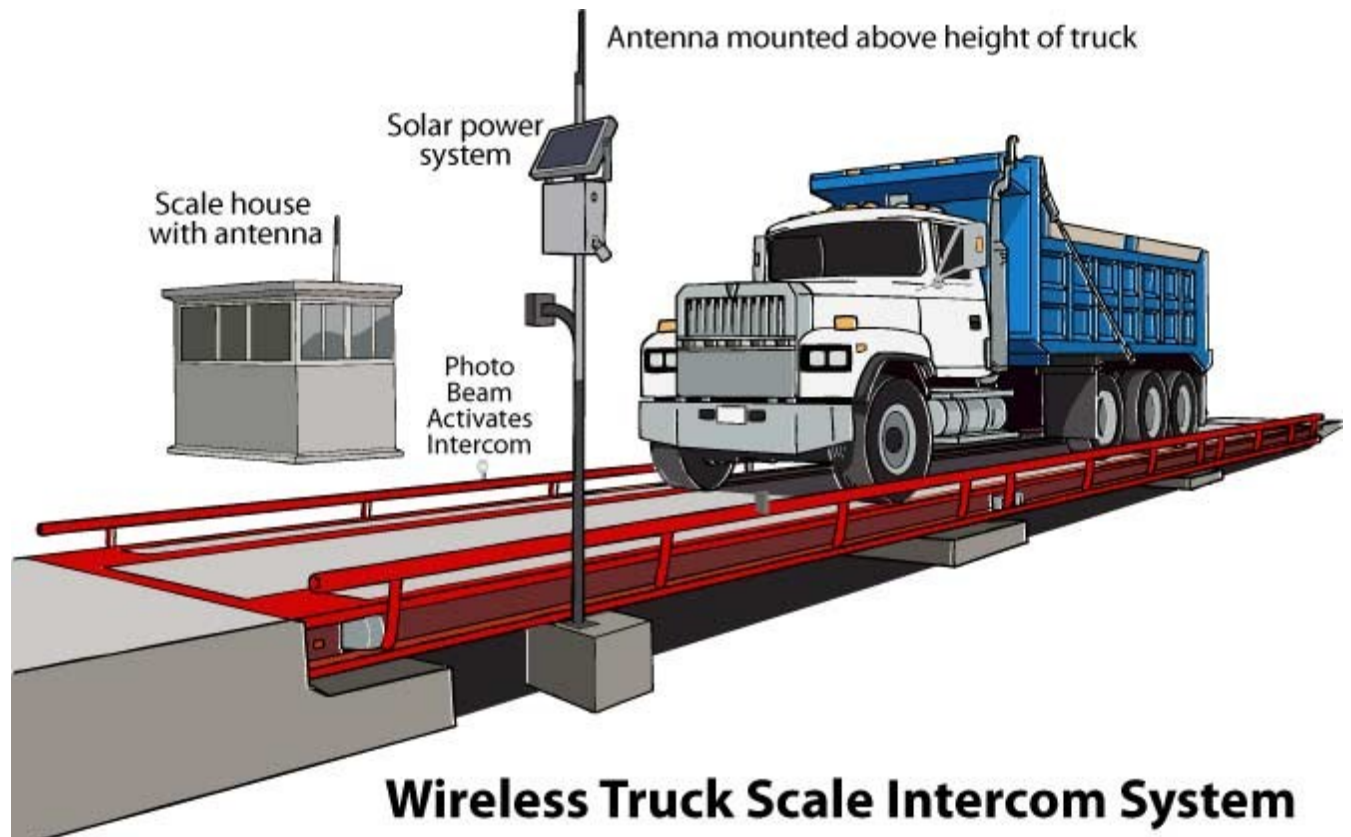 Antenna mounted above height of truck
Solar power
system
Scale house
with antenna
Photo
Beam
Activates
Intercom
Wireless Truck Scale Intercom System